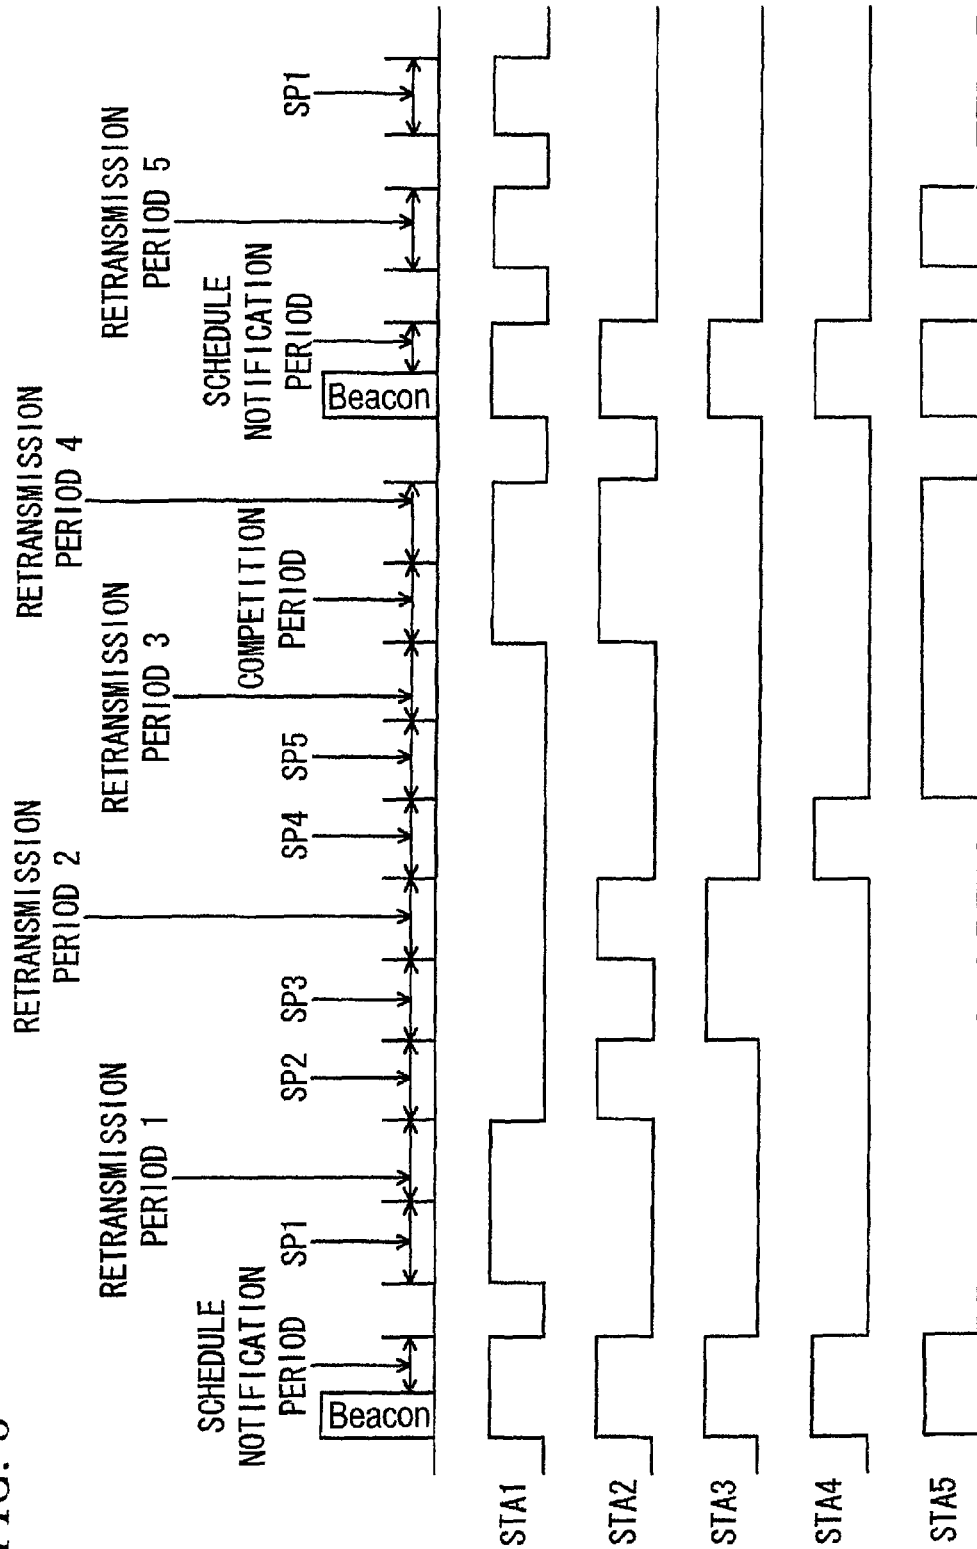 FIG.
RETRANSMISSION
PERIOD 2
RETRANSMISSION
PERIOD 4
RETRANSMISSION
PERIOD 1
RETRANSMISSION
PERIOD 3
RETRANSMISSION
PERIOD 5
SCHEDULE
NOTIFICATION
PERIOD
SP1
SP2
SP3
SP4
SP5
COMPETITION
PERIOD
SCHEDULE
NOTIFICATION
PERIOD
SP1
Beacon
Beacon
STA1
STA2
STA3
STA4
STA5